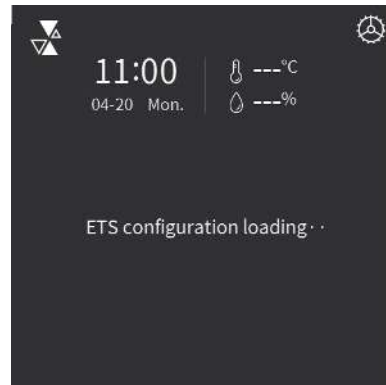 11:00
04-20 Mon.
---°C
---%
ETS configuration loading··